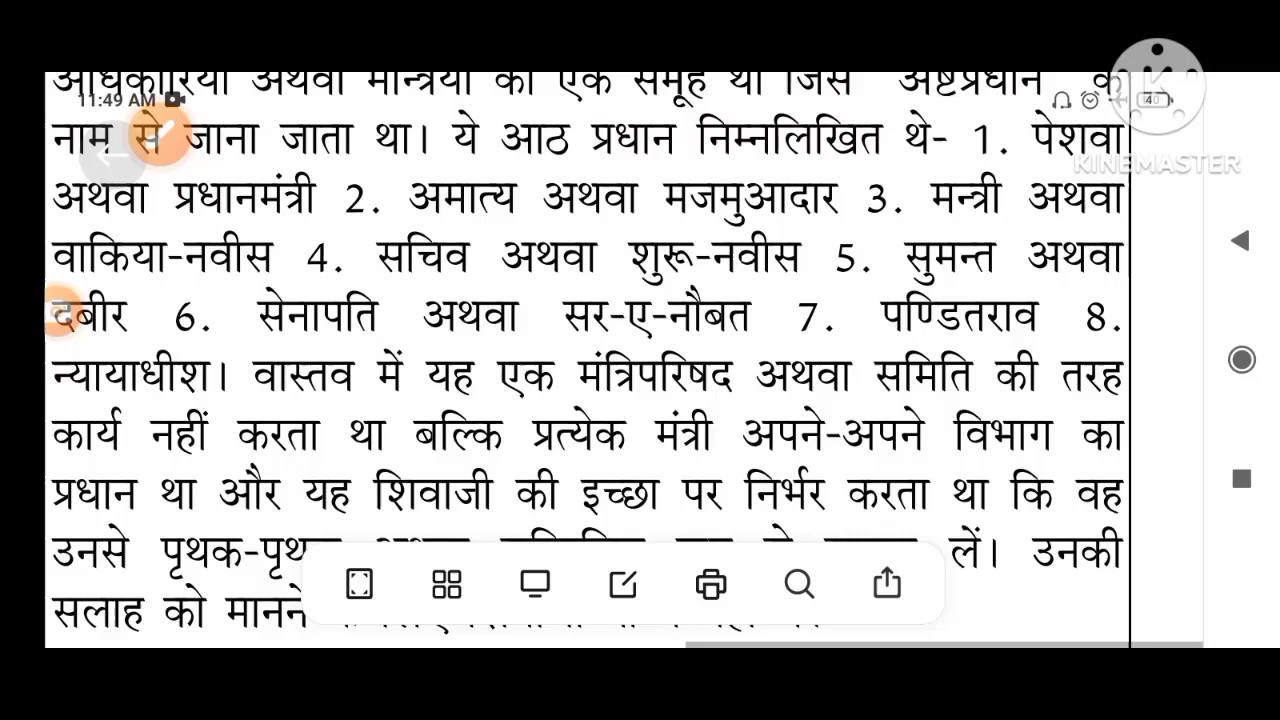 अधिकारियों अथवा मन्त्रियों का एक समूह था जिसे अष्टप्रधान के
11:49 AM
40
नाम से जाना जाता था। ये आठ प्रधान निम्नलिखित थे- 1. पेशवा
KINEMASTER
अथवा प्रधानमंत्री 2. अमात्य अथवा मजमुआदार 3. मन्त्री अथवा
वाकिया-नवीस 4. सचिव अथवा शुरू-नवीस 5. सुमन्त अथवा
दबीर 6. सेनापति अथवा सर-ए-नौबत 7. पण्डितराव 8.
न्यायाधीश। वास्तव में यह एक मंत्रिपरिषद अथवा समिति की तरह
कार्य नहीं करता था बल्कि प्रत्येक मंत्री अपने-अपने विभाग का
प्रधान था और यह शिवाजी की इच्छा पर निर्भर करता था कि वह
उनसे लें। उनकी
सलाह को मानने